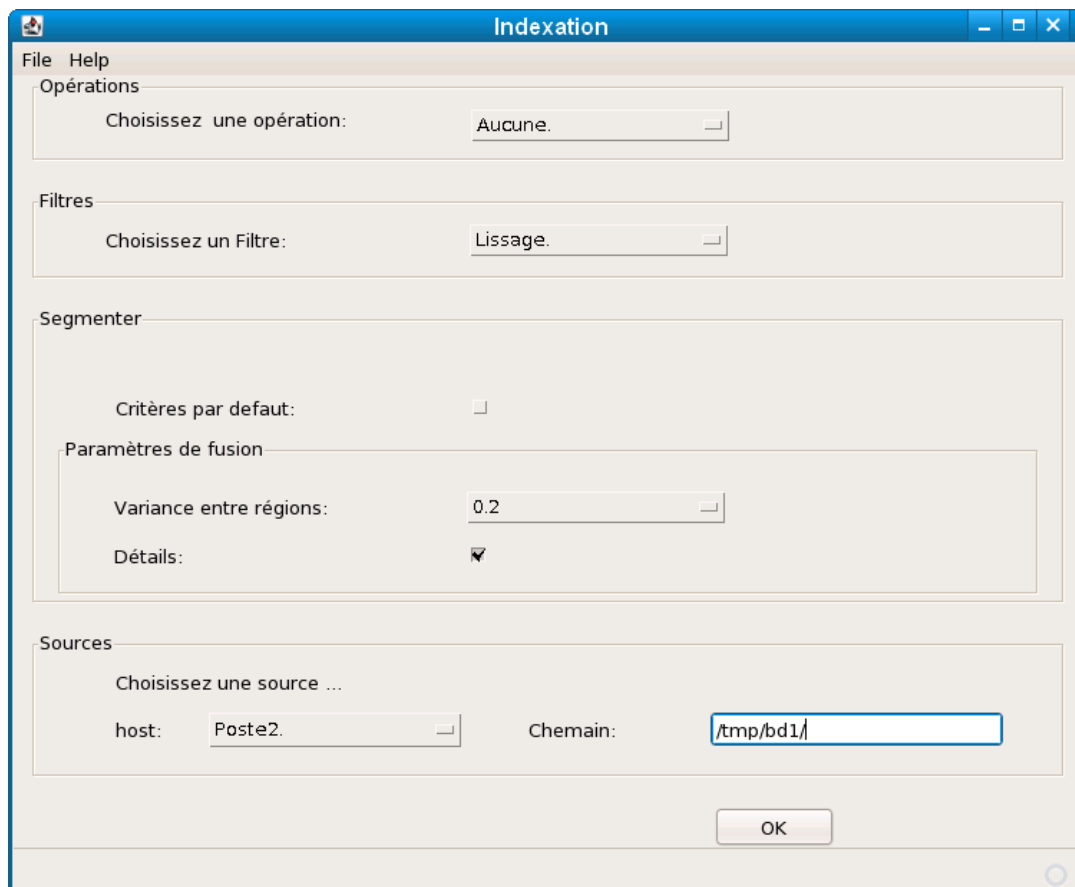 Indexation
File Help
Opérations
Choisissez une opération: Aucune.
Filtres
Choisissez un Filtre: Lissage.
Segmenter
Critères par defaut:
Paramètres de fusion
Variance entre régions: 0.2
Détails:
Sources
Choisissez une source ...
host: Poste2. Chemain: /tmp/bd1/
OK